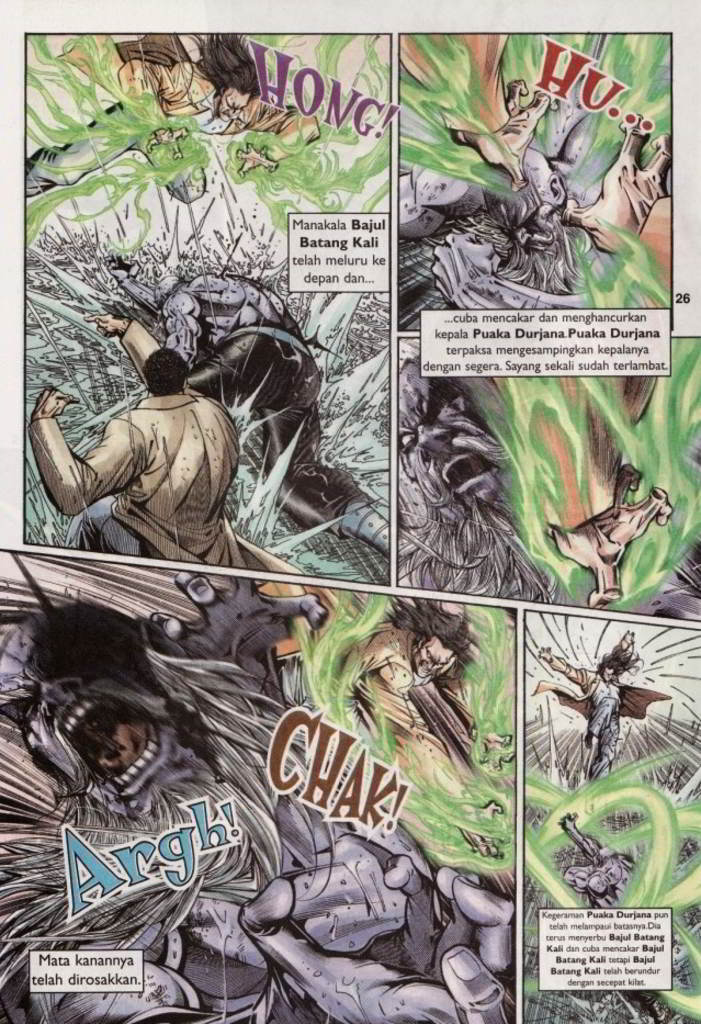 HONG!
Manakala Bajul
Batang Kali
telah meluru ke
depan dan...
HU...
26
...cuba mencakar dan menghancurkan
kepala Puaka Durjana.Puaka Durjana
terpaksa mengesampingkan kepalanya
dengan segera. Sayang sekali sudah terlambat.
CHAK!
ARGH!
Mata kanannya
telah dirosakkan.
Kegeraman Puaka Durjana pun
telah melampaui batasnya.Dia
terus menyerbu Bajul Batang
Kali dan cuba mencakar Bajul
Batang Kali tetapi Bajul
Batang Kali telah berundur
dengan secepat kilat.